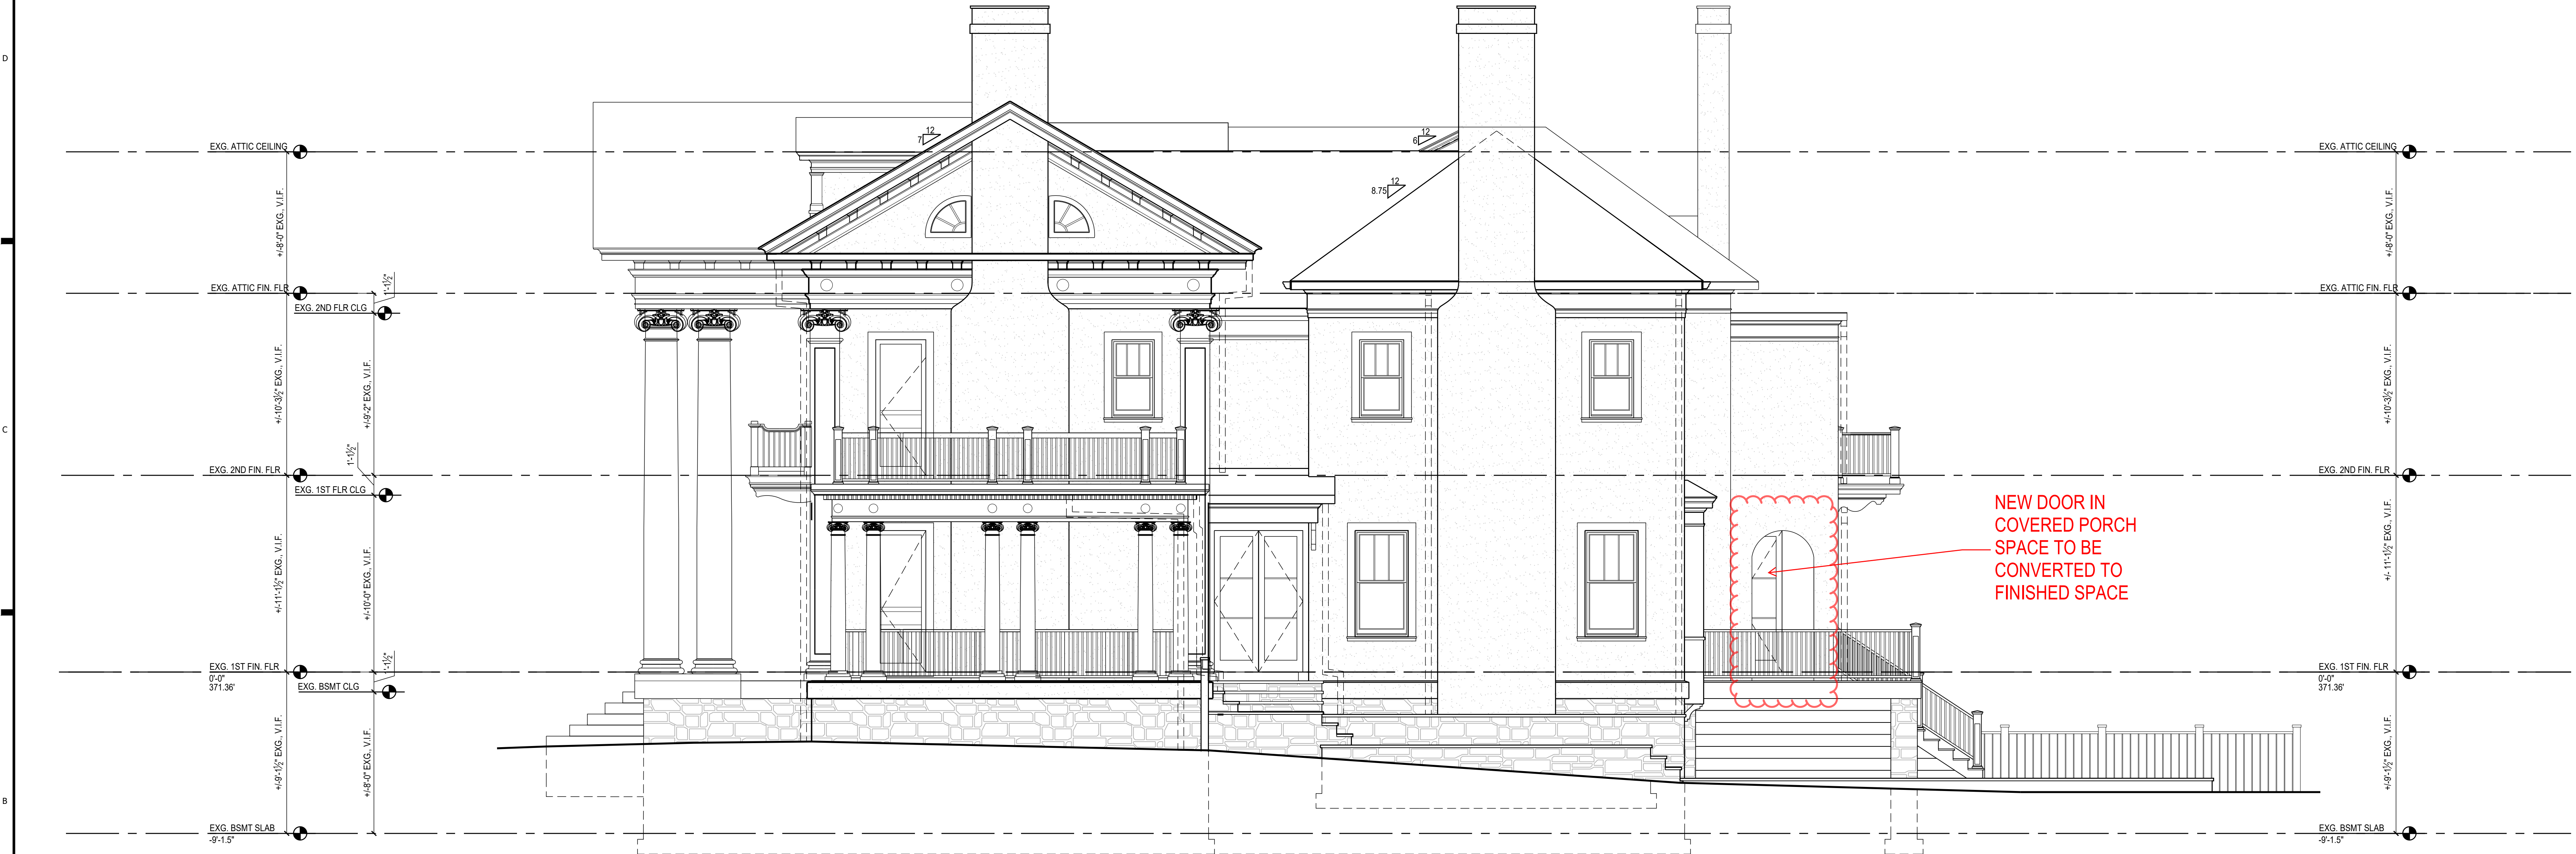 D
C
B
12
7
12
6
12
8.75
EXG. ATTIC CEILING
+/-8'-0" EXG., V.I.F.
EXG. ATTIC FIN. FLR
1'-1½"
EXG. 2ND FLR CLG
+/-10'-3½" EXG., V.I.F.
+/-9'-2" EXG., V.I.F.
1'-1½"
EXG. 2ND FIN. FLR
EXG. 1ST FLR CLG
+/-11'-1½" EXG., V.I.F.
+/-10'-0" EXG., V.I.F.
1'-1½"
EXG. 1ST FIN. FLR
0'-0"
371.36'
EXG. BSMT CLG
+/-9'-1½" EXG., V.I.F.
+/-8'-0" EXG., V.I.F.
EXG. BSMT SLAB
-9'-1.5"
NEW DOOR IN
COVERED PORCH
SPACE TO BE
CONVERTED TO
FINISHED SPACE
EXG. ATTIC CEILING
+/-8'-0" EXG., V.I.F.
EXG. ATTIC FIN. FLR
+/-10'-3½" EXG., V.I.F.
EXG. 2ND FIN. FLR
+/- 11'-1½" EXG., V.I.F.
EXG. 1ST FIN. FLR
0'-0"
371.36'
+/-9'-1½" EXG., V.I.F.
EXG. BSMT SLAB
-9'-1.5"